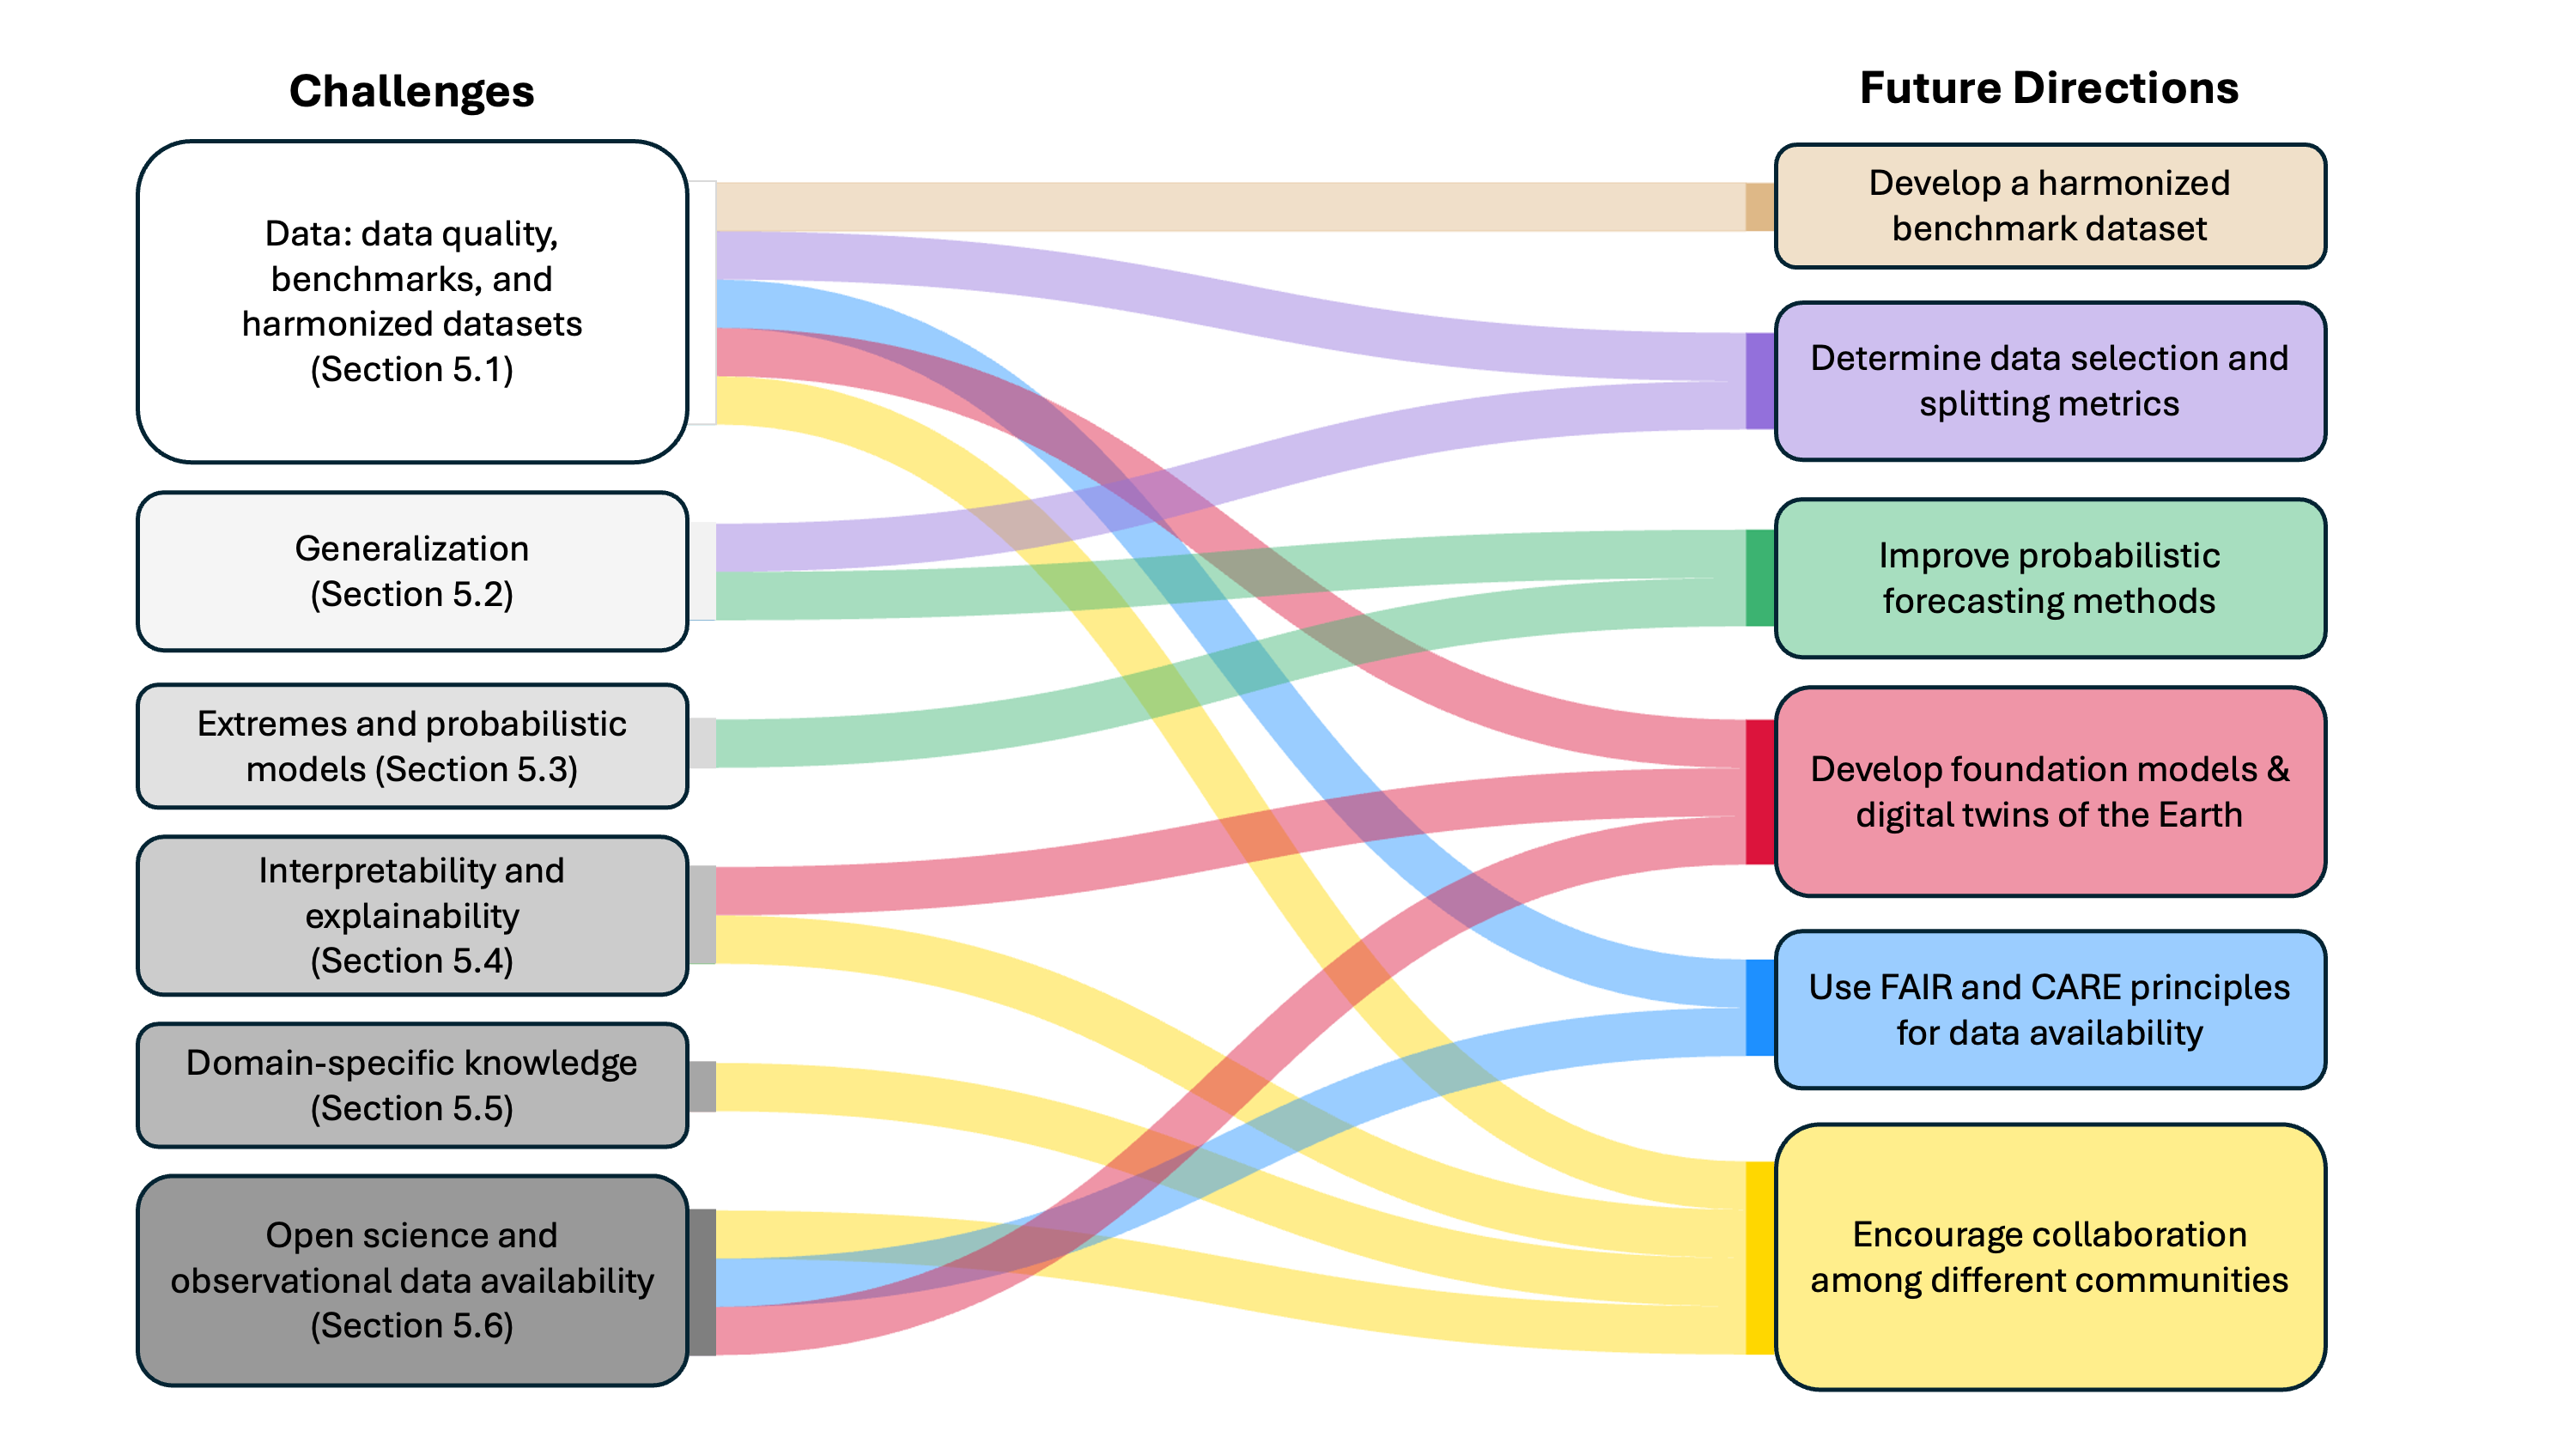 Challenges
Data: data quality,
benchmarks, and
harmonized datasets
(Section 5.1)
Generalization
(Section 5.2)
Extremes and probabilistic
models (Section 5.3)
Interpretability and
explainability
(Section 5.4)
Domain-specific knowledge
(Section 5.5)
Open science and
observational data availability
(Section 5.6)
Future Directions
Develop a harmonized
benchmark dataset
Determine data selection and
splitting metrics
Improve probabilistic
forecasting methods
Develop foundation models &
digital twins of the Earth
Use FAIR and CARE principles
for data availability
Encourage collaboration
among different communities